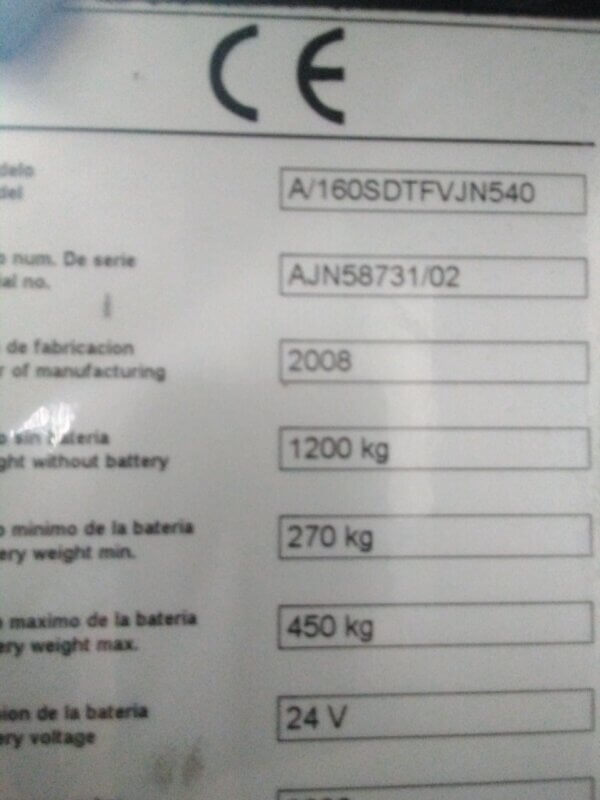 CE
delo
del
A/160SDTFVJN540
num. De serie
ial no.
AJN58731/02
de fabricacion
r of manufacturing
2008
sin bateria
ght without battery
1200 kg
o minimo de la bateria
ery weight min.
270 kg
maximo de la bateria
ery weight max.
450 kg
sion de la bateria
ery voltage
24 V